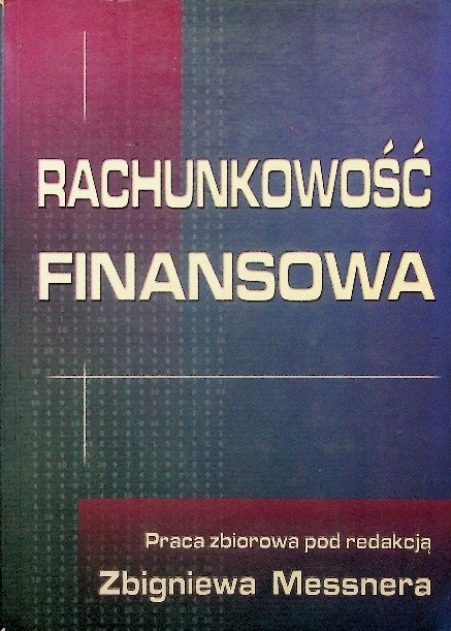 RACHUNKOWOŚĆ
FINANSOWA
Praca zbiorowa pod redakcją
Zbigniewa Messnera